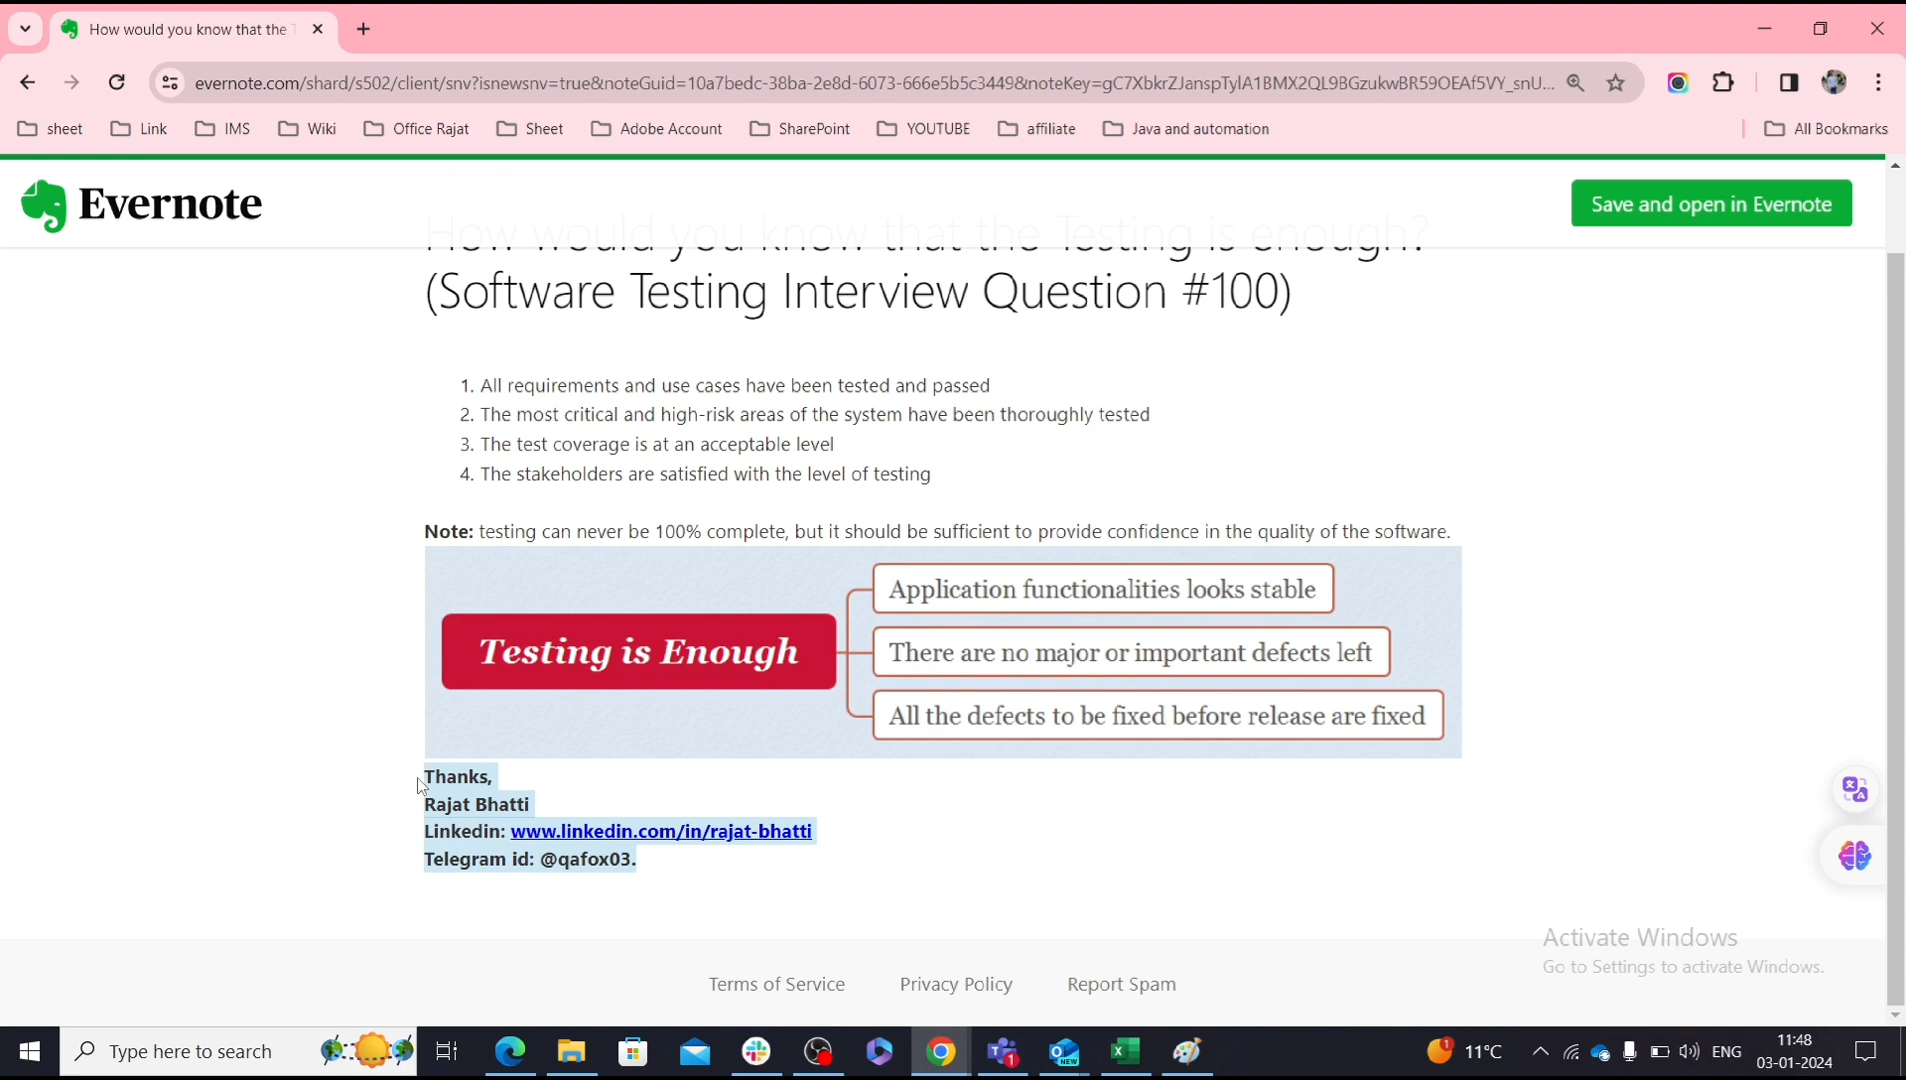 How would you know that the T
evernote.com/shard/s502/client/snv?isnewsnv=true&noteGuid=10a7bedc-38ba-2e8d-6073-666e5b5c3449&noteKey=gC7XbkrZJanspTylA1BMX2QL9BGzukwBR59OEAf5VY_snU...
sheet Link IMS Wiki Office Rajat Sheet Adobe Account SharePoint YOUTUBE affiliate Java and automation All Bookmarks
Evernote
Save and open in Evernote
How would you know that the Testing is enough?
(Software Testing Interview Question #100)
1. All requirements and use cases have been tested and passed
2. The most critical and high-risk areas of the system have been thoroughly tested
3. The test coverage is at an acceptable level
4. The stakeholders are satisfied with the level of testing
Note: testing can never be 100% complete, but it should be sufficient to provide confidence in the quality of the software.
Testing is Enough
Application functionalities looks stable
There are no major or important defects left
All the defects to be fixed before release are fixed
Thanks,
Rajat Bhatti
Linkedin: www.linkedin.com/in/rajat-bhatti
Telegram id: @qafox03.
Activate Windows
Go to Settings to activate Windows.
Terms of Service Privacy Policy Report Spam
Type here to search
NEW
1
1
11°C
ENG
11:48
03-01-2024